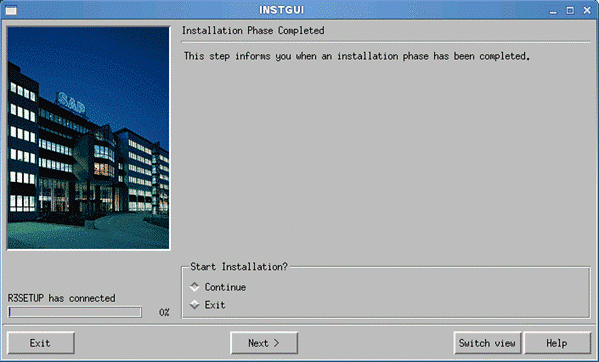 INSTGUI
Installation Phase Completed
This step informs you when an installation phase has been completed.
SAP
Start Installation?
Continue
Exit
R3SETUP has connected
0%
Exit
Next >
Switch view
Help